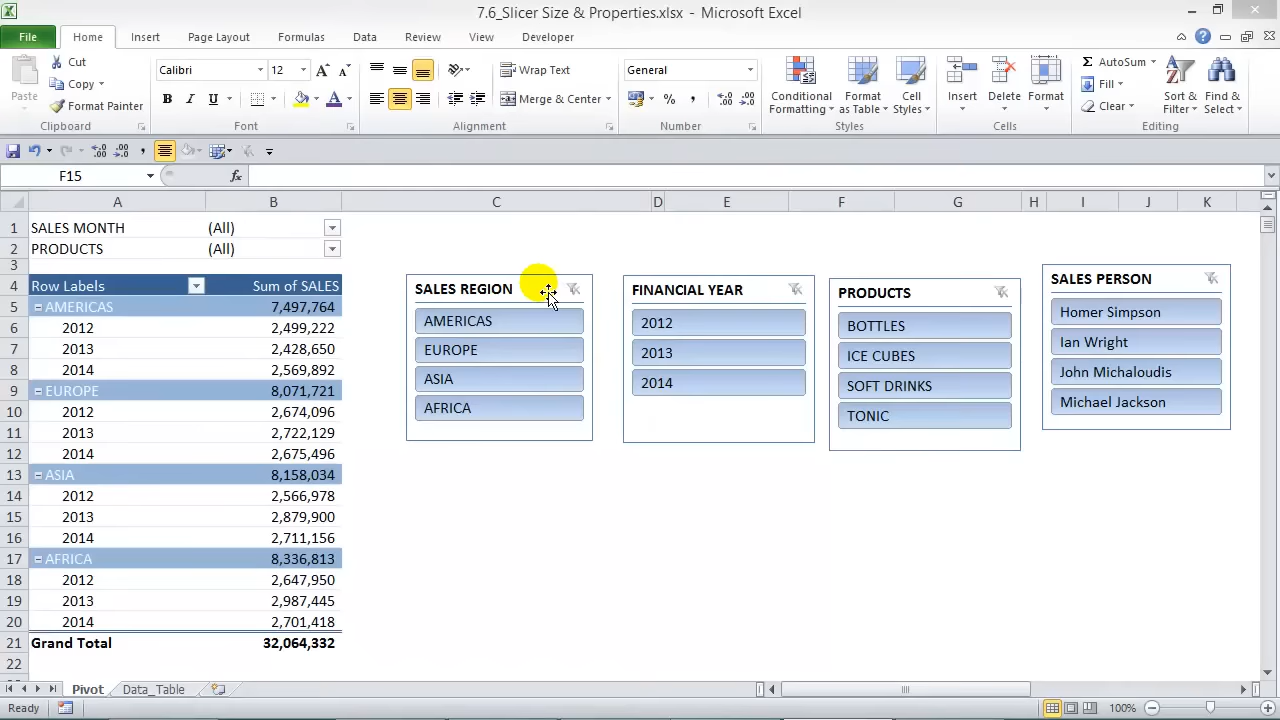 7.6_Slicer Size & Properties.xlsx - Microsoft Excel
File Home Insert Page Layout Formulas Data Review View Developer
Paste
Cut
Copy
Format Painter
Clipboard
Calibri 12
B I U
Font
Wrap Text
Merge & Center
Alignment
General
%
Number
Conditional Formatting
Format as Table
Cell Styles
Styles
Insert Delete Format
Cells
AutoSum
Fill
Clear
Sort & Filter
Find & Select
Editing
F15 fx
A B C D E F G H I J K
1 SALES MONTH (All)
2 PRODUCTS (All)
3
4 Row Labels Sum of SALES
5 AMERICAS 7,497,764
6 2012 2,499,222
7 2013 2,428,650
8 2014 2,569,892
9 EUROPE 8,071,721
10 2012 2,674,096
11 2013 2,722,129
12 2014 2,675,496
13 ASIA 8,158,034
14 2012 2,566,978
15 2013 2,879,900
16 2014 2,711,156
17 AFRICA 8,336,813
18 2012 2,647,950
19 2013 2,987,445
20 2014 2,701,418
21 Grand Total 32,064,332
22
SALES REGION
AMERICAS
EUROPE
ASIA
AFRICA
FINANCIAL YEAR
2012
2013
2014
PRODUCTS
BOTTLES
ICE CUBES
SOFT DRINKS
TONIC
SALES PERSON
Homer Simpson
Ian Wright
John Michaloudis
Michael Jackson
Pivot Data_Table
Ready 100%